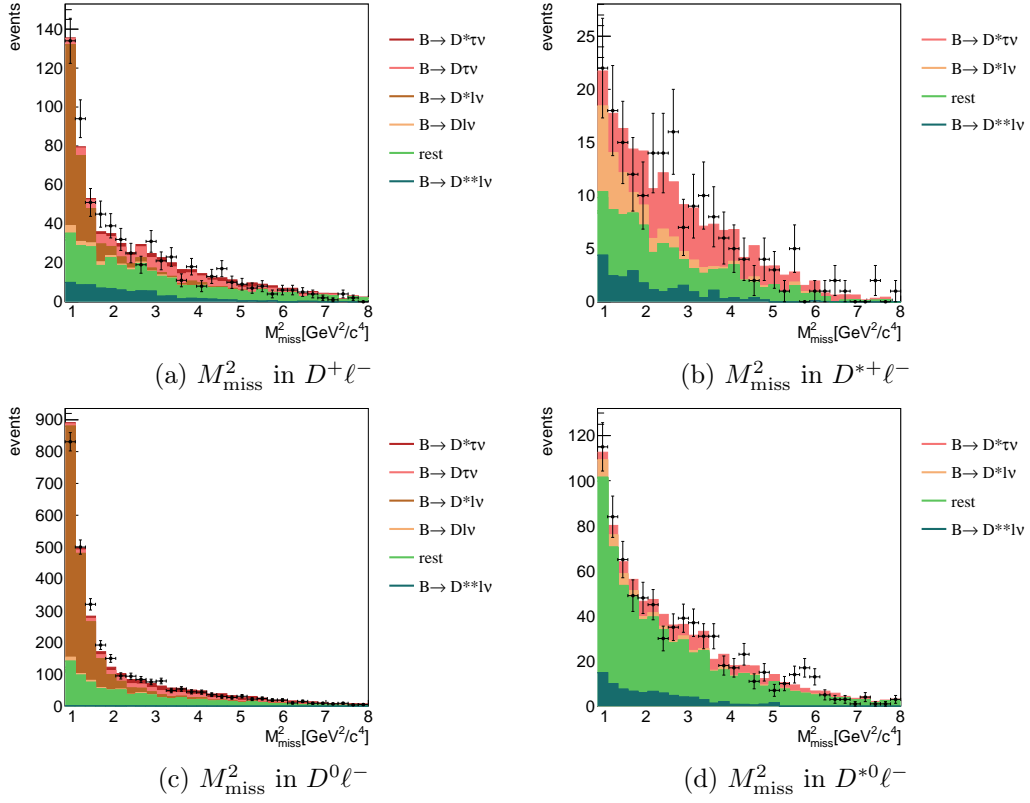 events
140
120
100
80
60
40
20
0
1 2 3 4 5 6 7 8
M²miss[GeV²/c⁴]
B→ D*τν
B→ Dτν
B→ D*lν
B→ Dlν
rest
B→ D**lν
(a) M²miss in D⁺ℓ⁻
events
25
20
15
10
5
0
1 2 3 4 5 6 7 8
M²miss[GeV²/c⁴]
B→ D*τν
B→ D*lν
rest
B→ D**lν
(b) M²miss in D*⁺ℓ⁻
events
900
800
700
600
500
400
300
200
100
0
1 2 3 4 5 6 7 8
M²miss[GeV²/c⁴]
B→ D*τν
B→ Dτν
B→ D*lν
B→ Dlν
rest
B→ D**lν
(c) M²miss in D⁰ℓ⁻
events
120
100
80
60
40
20
0
1 2 3 4 5 6 7 8
M²miss[GeV²/c⁴]
B→ D*τν
B→ D*lν
rest
B→ D**lν
(d) M²miss in D*⁰ℓ⁻